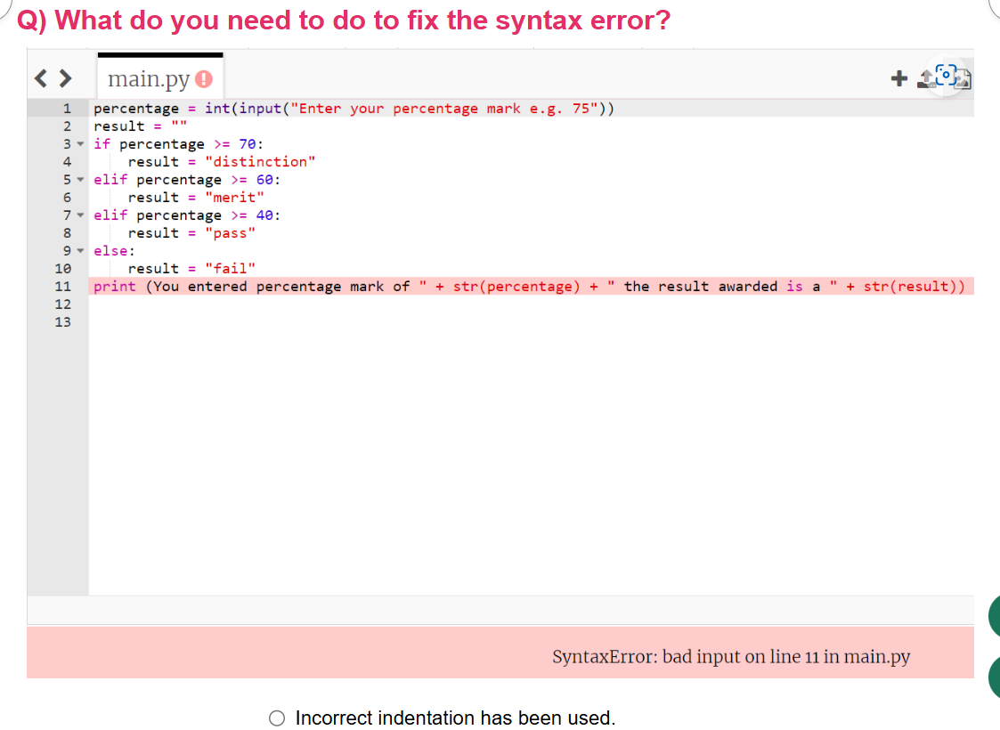 Q) What do you need to do to fix the syntax error?
main.py
1 percentage = int(input("Enter your percentage mark e.g. 75"))
2 result = ""
3 if percentage >= 70:
4     result = "distinction"
5 elif percentage >= 60:
6     result = "merit"
7 elif percentage >= 40:
8     result = "pass"
9 else:
10     result = "fail"
11 print (You entered percentage mark of " + str(percentage) + " the result awarded is a " + str(result))
12
13
SyntaxError: bad input on line 11 in main.py
Incorrect indentation has been used.